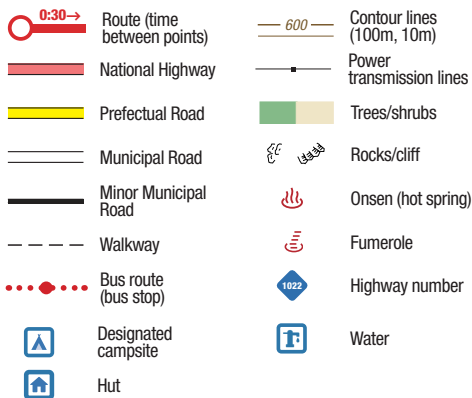 0:30→
Route (time
between points)
National Highway
Prefectual Road
Municipal Road
Minor Municipal
Road
Walkway
Bus route
(bus stop)
Designated
campsite
Hut
600
Contour lines
(100m, 10m)
Power
transmission lines
Trees/shrubs
Rocks/cliff
Onsen (hot spring)
Fumerole
1022
Highway number
Water